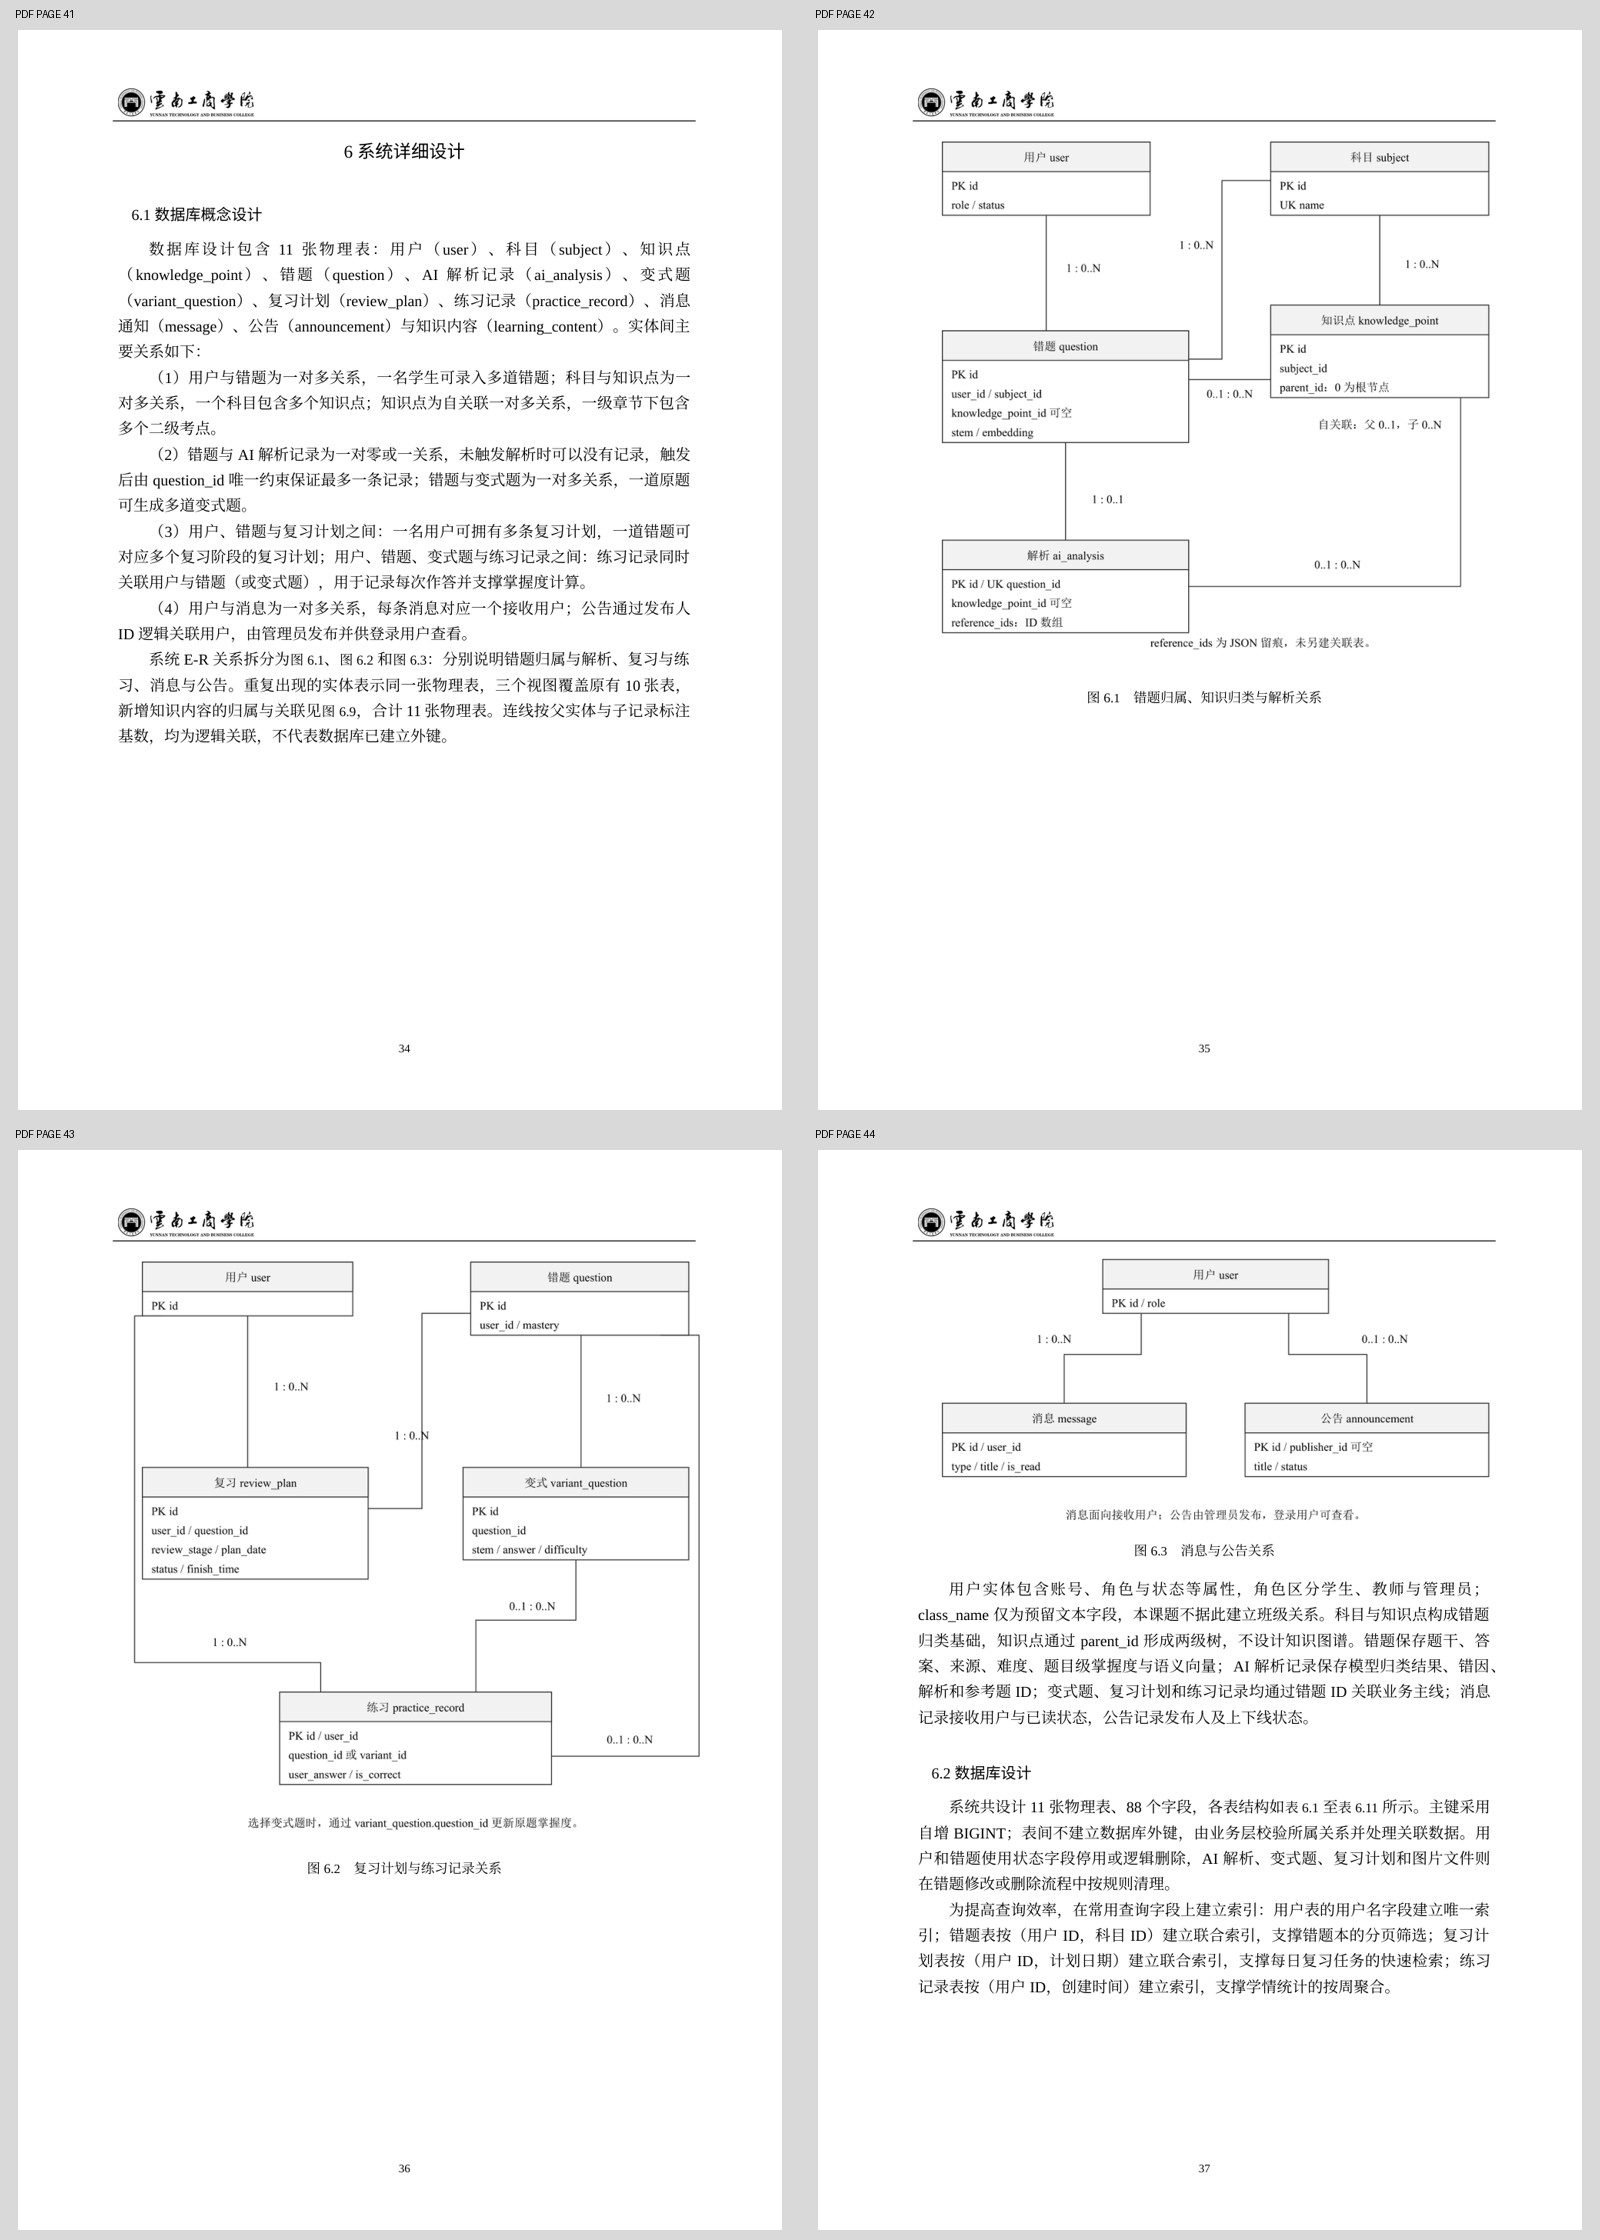 PDF PAGE 41
雲南工商學院
YUNNAN TECHNOLOGY AND BUSINESS COLLEGE
6 系统详细设计
6.1 数据库概念设计
数据库设计包含 11 张物理表：用户（user）、科目（subject）、知识点
（knowledge_point）、错题（question）、AI 解析记录（ai_analysis）、变式题
（variant_question）、复习计划（review_plan）、练习记录（practice_record）、消息
通知（message）、公告（announcement）与知识内容（learning_content）。实体间主
要关系如下：
（1）用户与错题为一对多关系，一名学生可录入多道错题；科目与知识点为一
对多关系，一个科目包含多个知识点；知识点为自关联一对多关系，一级章节下包含
多个二级考点。
（2）错题与 AI 解析记录为一对零或一关系，未触发解析时可以没有记录，触发
后由 question_id 唯一约束保证最多一条记录；错题与变式题为一对多关系，一道原题
可生成多道变式题。
（3）用户、错题与复习计划之间：一名用户可拥有多条复习计划，一道错题可
对应多个复习阶段的复习计划；用户、错题、变式题与练习记录之间：练习记录同时
关联用户与错题（或变式题），用于记录每次作答并支撑掌握度计算。
（4）用户与消息为一对多关系，每条消息对应一个接收用户；公告通过发布人
ID 逻辑关联用户，由管理员发布并供登录用户查看。
系统 E-R 关系拆分为图 6.1、图 6.2 和图 6.3：分别说明错题归属与解析、复习与练
习、消息与公告。重复出现的实体表示同一张物理表，三个视图覆盖原有 10 张表，
新增知识内容的归属与关联见图 6.9，合计 11 张物理表。连线按父实体与子记录标注
基数，均为逻辑关联，不代表数据库已建立外键。
34
PDF PAGE 42
雲南工商學院
YUNNAN TECHNOLOGY AND BUSINESS COLLEGE
用户 user
PK id
role / status
科目 subject
PK id
UK name
1 : 0..N
1 : 0..N
1 : 0..N
知识点 knowledge_point
PK id
subject_id
parent_id：0 为根节点
错题 question
PK id
user_id / subject_id
knowledge_point_id 可空
stem / embedding
0..1 : 0..N
自关联：父 0..1，子 0..N
1 : 0..1
解析 ai_analysis
PK id / UK question_id
knowledge_point_id 可空
reference_ids：ID 数组
0..1 : 0..N
reference_ids 为 JSON 留痕，未另建关联表。
图 6.1　错题归属、知识归类与解析关系
35
PDF PAGE 43
雲南工商學院
YUNNAN TECHNOLOGY AND BUSINESS COLLEGE
用户 user
PK id
错题 question
PK id
user_id / mastery
1 : 0..N
1 : 0..N
1 : 0..N
复习 review_plan
PK id
user_id / question_id
review_stage / plan_date
status / finish_time
变式 variant_question
PK id
question_id
stem / answer / difficulty
0..1 : 0..N
1 : 0..N
练习 practice_record
PK id / user_id
question_id 或 variant_id
user_answer / is_correct
0..1 : 0..N
选择变式题时，通过 variant_question.question_id 更新原题掌握度。
图 6.2　复习计划与练习记录关系
36
PDF PAGE 44
雲南工商學院
YUNNAN TECHNOLOGY AND BUSINESS COLLEGE
用户 user
PK id / role
1 : 0..N
0..1 : 0..N
消息 message
PK id / user_id
type / title / is_read
公告 announcement
PK id / publisher_id 可空
title / status
消息面向接收用户；公告由管理员发布，登录用户可查看。
图 6.3　消息与公告关系
用户实体包含账号、角色与状态等属性，角色区分学生、教师与管理员；
class_name 仅为预留文本字段，本课题不据此建立班级关系。科目与知识点构成错题
归类基础，知识点通过 parent_id 形成两级树，不设计知识图谱。错题保存题干、答
案、来源、难度、题目级掌握度与语义向量；AI 解析记录保存模型归类结果、错因、
解析和参考题 ID；变式题、复习计划和练习记录均通过错题 ID 关联业务主线；消息
记录接收用户与已读状态，公告记录发布人及上下线状态。
6.2 数据库设计
系统共设计 11 张物理表、88 个字段，各表结构如表 6.1 至表 6.11 所示。主键采用
自增 BIGINT；表间不建立数据库外键，由业务层校验所属关系并处理关联数据。用
户和错题使用状态字段停用或逻辑删除，AI 解析、变式题、复习计划和图片文件则
在错题修改或删除流程中按规则清理。
为提高查询效率，在常用查询字段上建立索引：用户表的用户名字段建立唯一索
引；错题表按（用户 ID，科目 ID）建立联合索引，支撑错题本的分页筛选；复习计
划表按（用户 ID，计划日期）建立联合索引，支撑每日复习任务的快速检索；练习
记录表按（用户 ID，创建时间）建立索引，支撑学情统计的按周聚合。
37